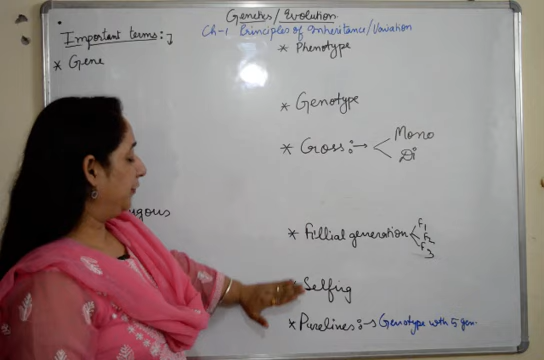 Genetics/Evolution
Ch-1 Principles of Inheritance/Variation
Important terms:-]
* Gene
gous
* Phenotype
* Genotype
* Cross:→ Mono
Di
* Fillial generation F1
F2
F3
Selfing
* Purelines:→ Genotype with 5 gen.